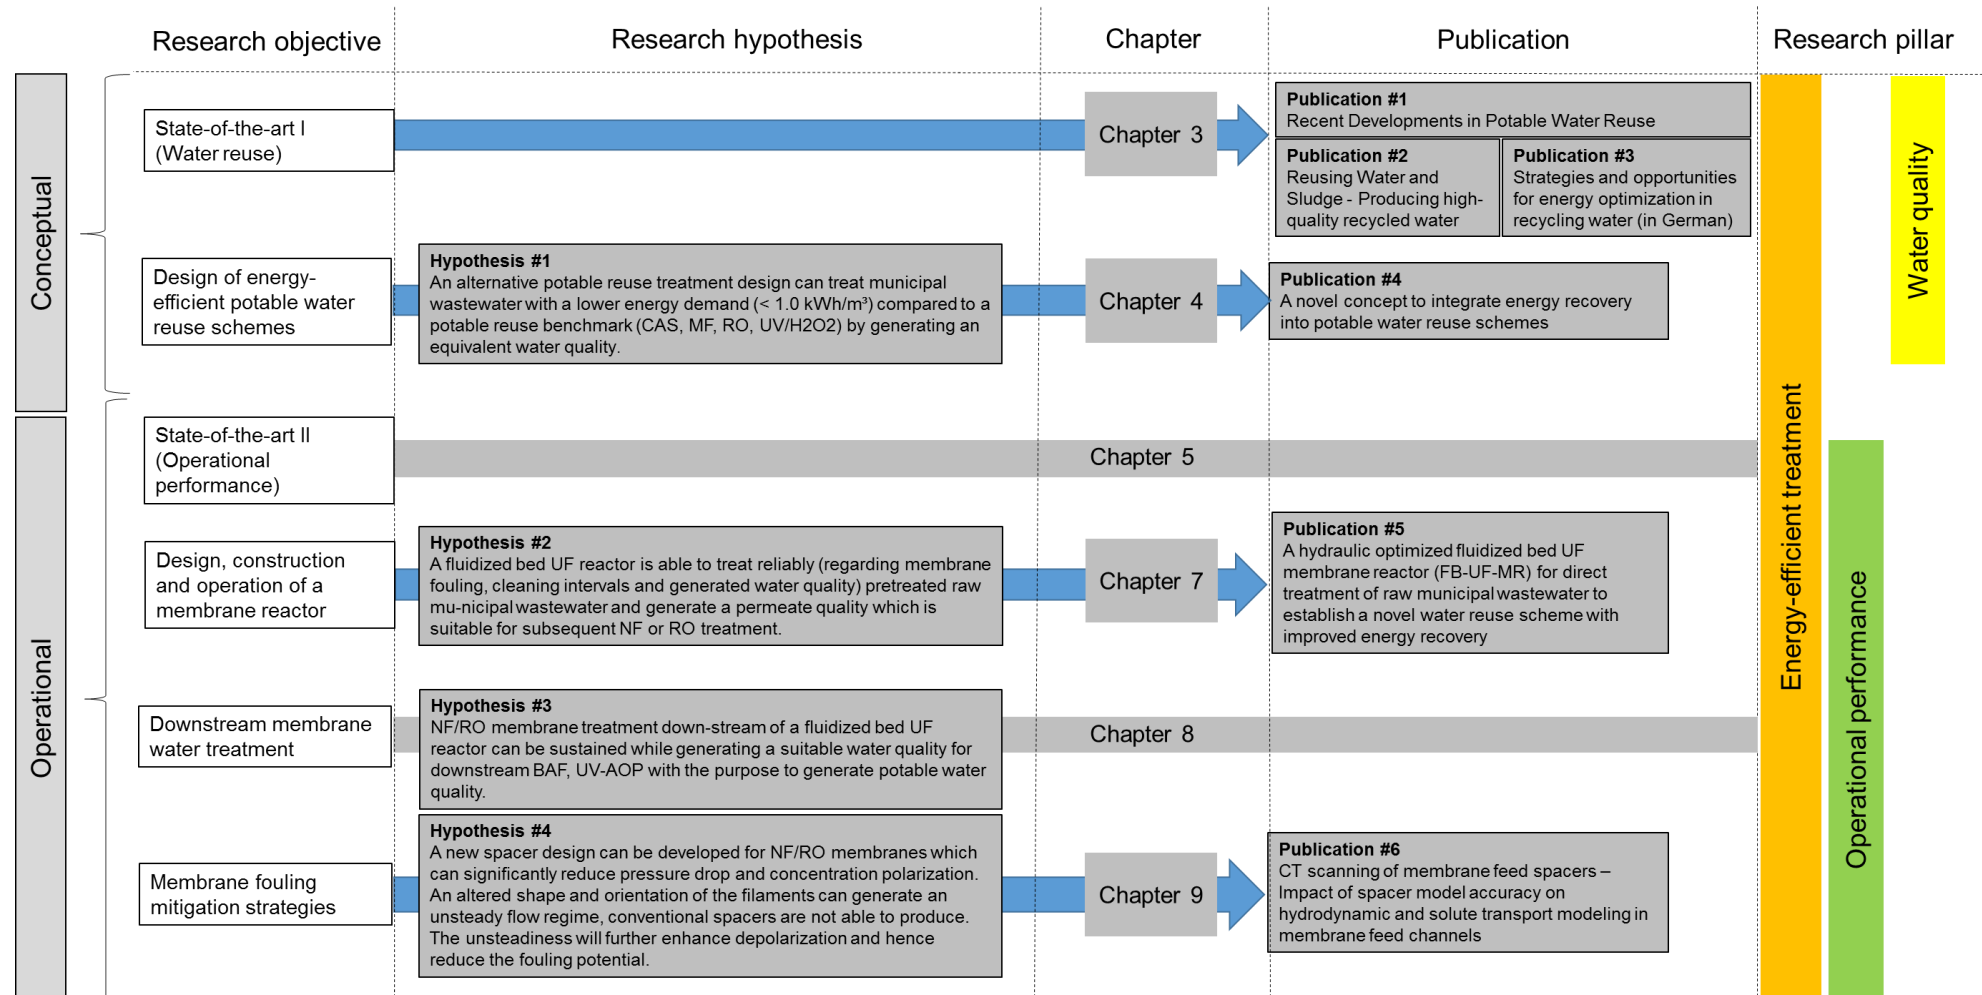 Research objective
Research hypothesis
Chapter
Publication
Research pillar
Conceptual
State-of-the-art I
(Water reuse)
Chapter 3
Publication #1
Recent Developments in Potable Water Reuse
Publication #2
Reusing Water and
Sludge - Producing high-
quality recycled water
Publication #3
Strategies and opportunities
for energy optimization in
recycling water (in German)
Design of energy-
efficient potable water
reuse schemes
Hypothesis #1
An alternative potable reuse treatment design can treat municipal
wastewater with a lower energy demand (< 1.0 kWh/m³) compared to a
potable reuse benchmark (CAS, MF, RO, UV/H2O2) by generating an
equivalent water quality.
Chapter 4
Publication #4
A novel concept to integrate energy recovery
into potable water reuse schemes
Operational
State-of-the-art II
(Operational
performance)
Chapter 5
Design, construction
and operation of a
membrane reactor
Hypothesis #2
A fluidized bed UF reactor is able to treat reliably (regarding membrane
fouling, cleaning intervals and generated water quality) pretreated raw
mu-nicipal wastewater and generate a permeate quality which is
suitable for subsequent NF or RO treatment.
Chapter 7
Publication #5
A hydraulic optimized fluidized bed UF
membrane reactor (FB-UF-MR) for direct
treatment of raw municipal wastewater to
establish a novel water reuse scheme with
improved energy recovery
Downstream membrane
water treatment
Hypothesis #3
NF/RO membrane treatment down-stream of a fluidized bed UF
reactor can be sustained while generating a suitable water quality for
downstream BAF, UV-AOP with the purpose to generate potable water
quality.
Chapter 8
Membrane fouling
mitigation strategies
Hypothesis #4
A new spacer design can be developed for NF/RO membranes which
can significantly reduce pressure drop and concentration polarization.
An altered shape and orientation of the filaments can generate an
unsteady flow regime, conventional spacers are not able to produce.
The unsteadiness will further enhance depolarization and hence
reduce the fouling potential.
Chapter 9
Publication #6
CT scanning of membrane feed spacers –
Impact of spacer model accuracy on
hydrodynamic and solute transport modeling in
membrane feed channels
Energy-efficient treatment
Operational performance
Water quality